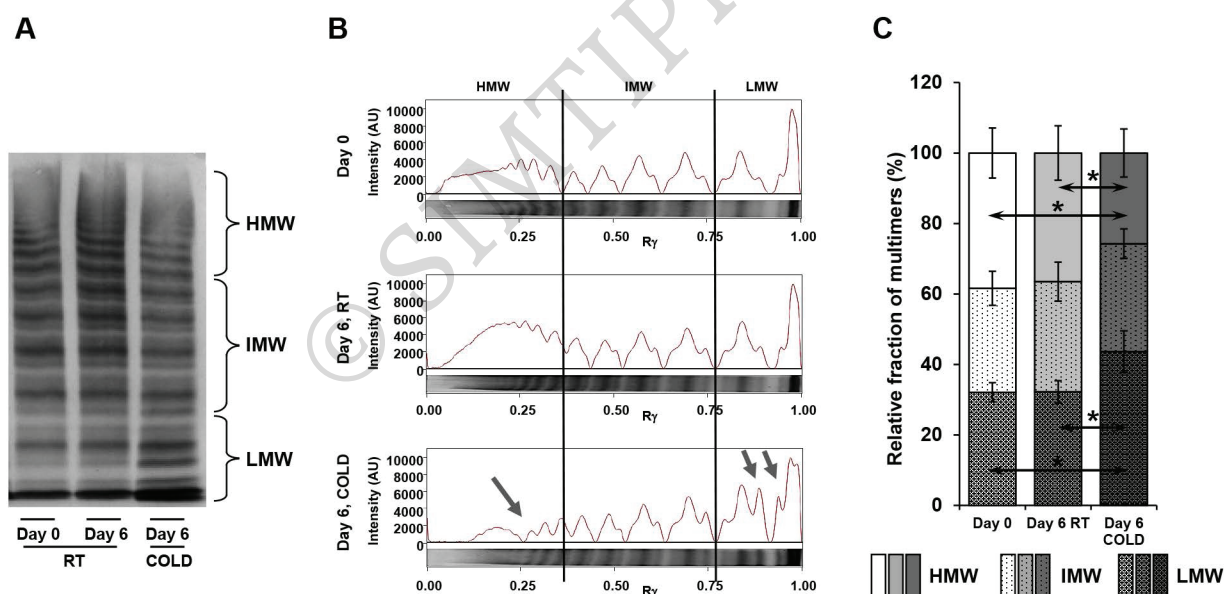 A
HMW
IMW
LMW
Day 0
Day 6
Day 6
RT
COLD
B
HMW
IMW
LMW
Day 0
Intensity (AU)
10000
8000
6000
4000
2000
0
0.00
0.25
0.50
0.75
1.00
Rγ
Day 6, RT
Intensity (AU)
10000
8000
6000
4000
2000
0
0.00
0.25
0.50
0.75
1.00
Rγ
Day 6, COLD
Intensity (AU)
10000
8000
6000
4000
2000
0
0.00
0.25
0.50
0.75
1.00
Rγ
C
Relative fraction of multimers (%)
120
100
80
60
40
20
0
*
*
*
*
Day 0
Day 6 RT
Day 6
COLD
HMW
IMW
LMW
© SIMTIP